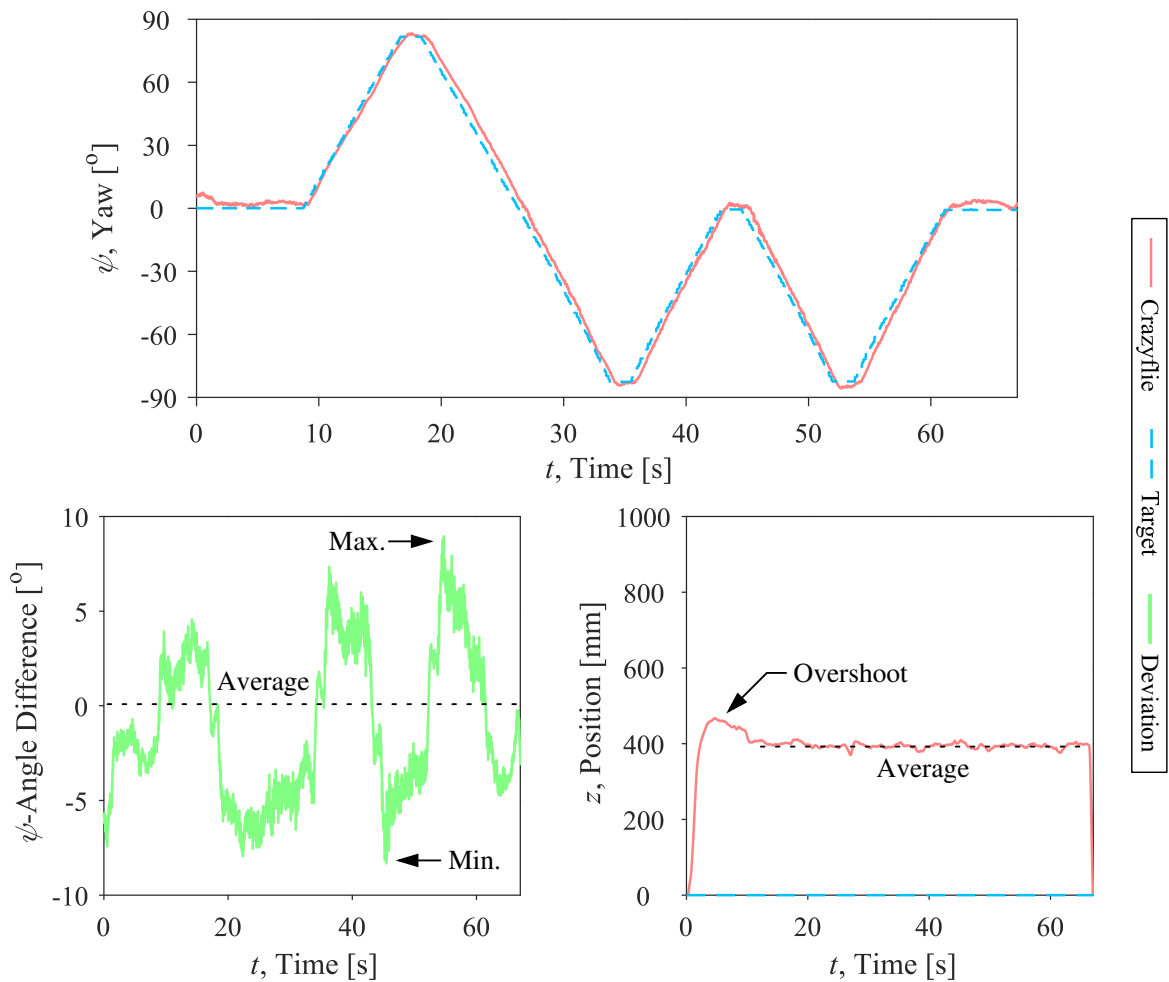 90
60
30
0
-30
-60
-90
ψ, Yaw [o]
0 10 20 30 40 50 60
t, Time [s]
Crazyflie Target Deviation
10
5
0
-5
-10
ψ-Angle Difference [o]
Max.
Average
Min.
0 20 40 60
t, Time [s]
1000
800
600
400
200
0
z, Position [mm]
Overshoot
Average
0 20 40 60
t, Time [s]